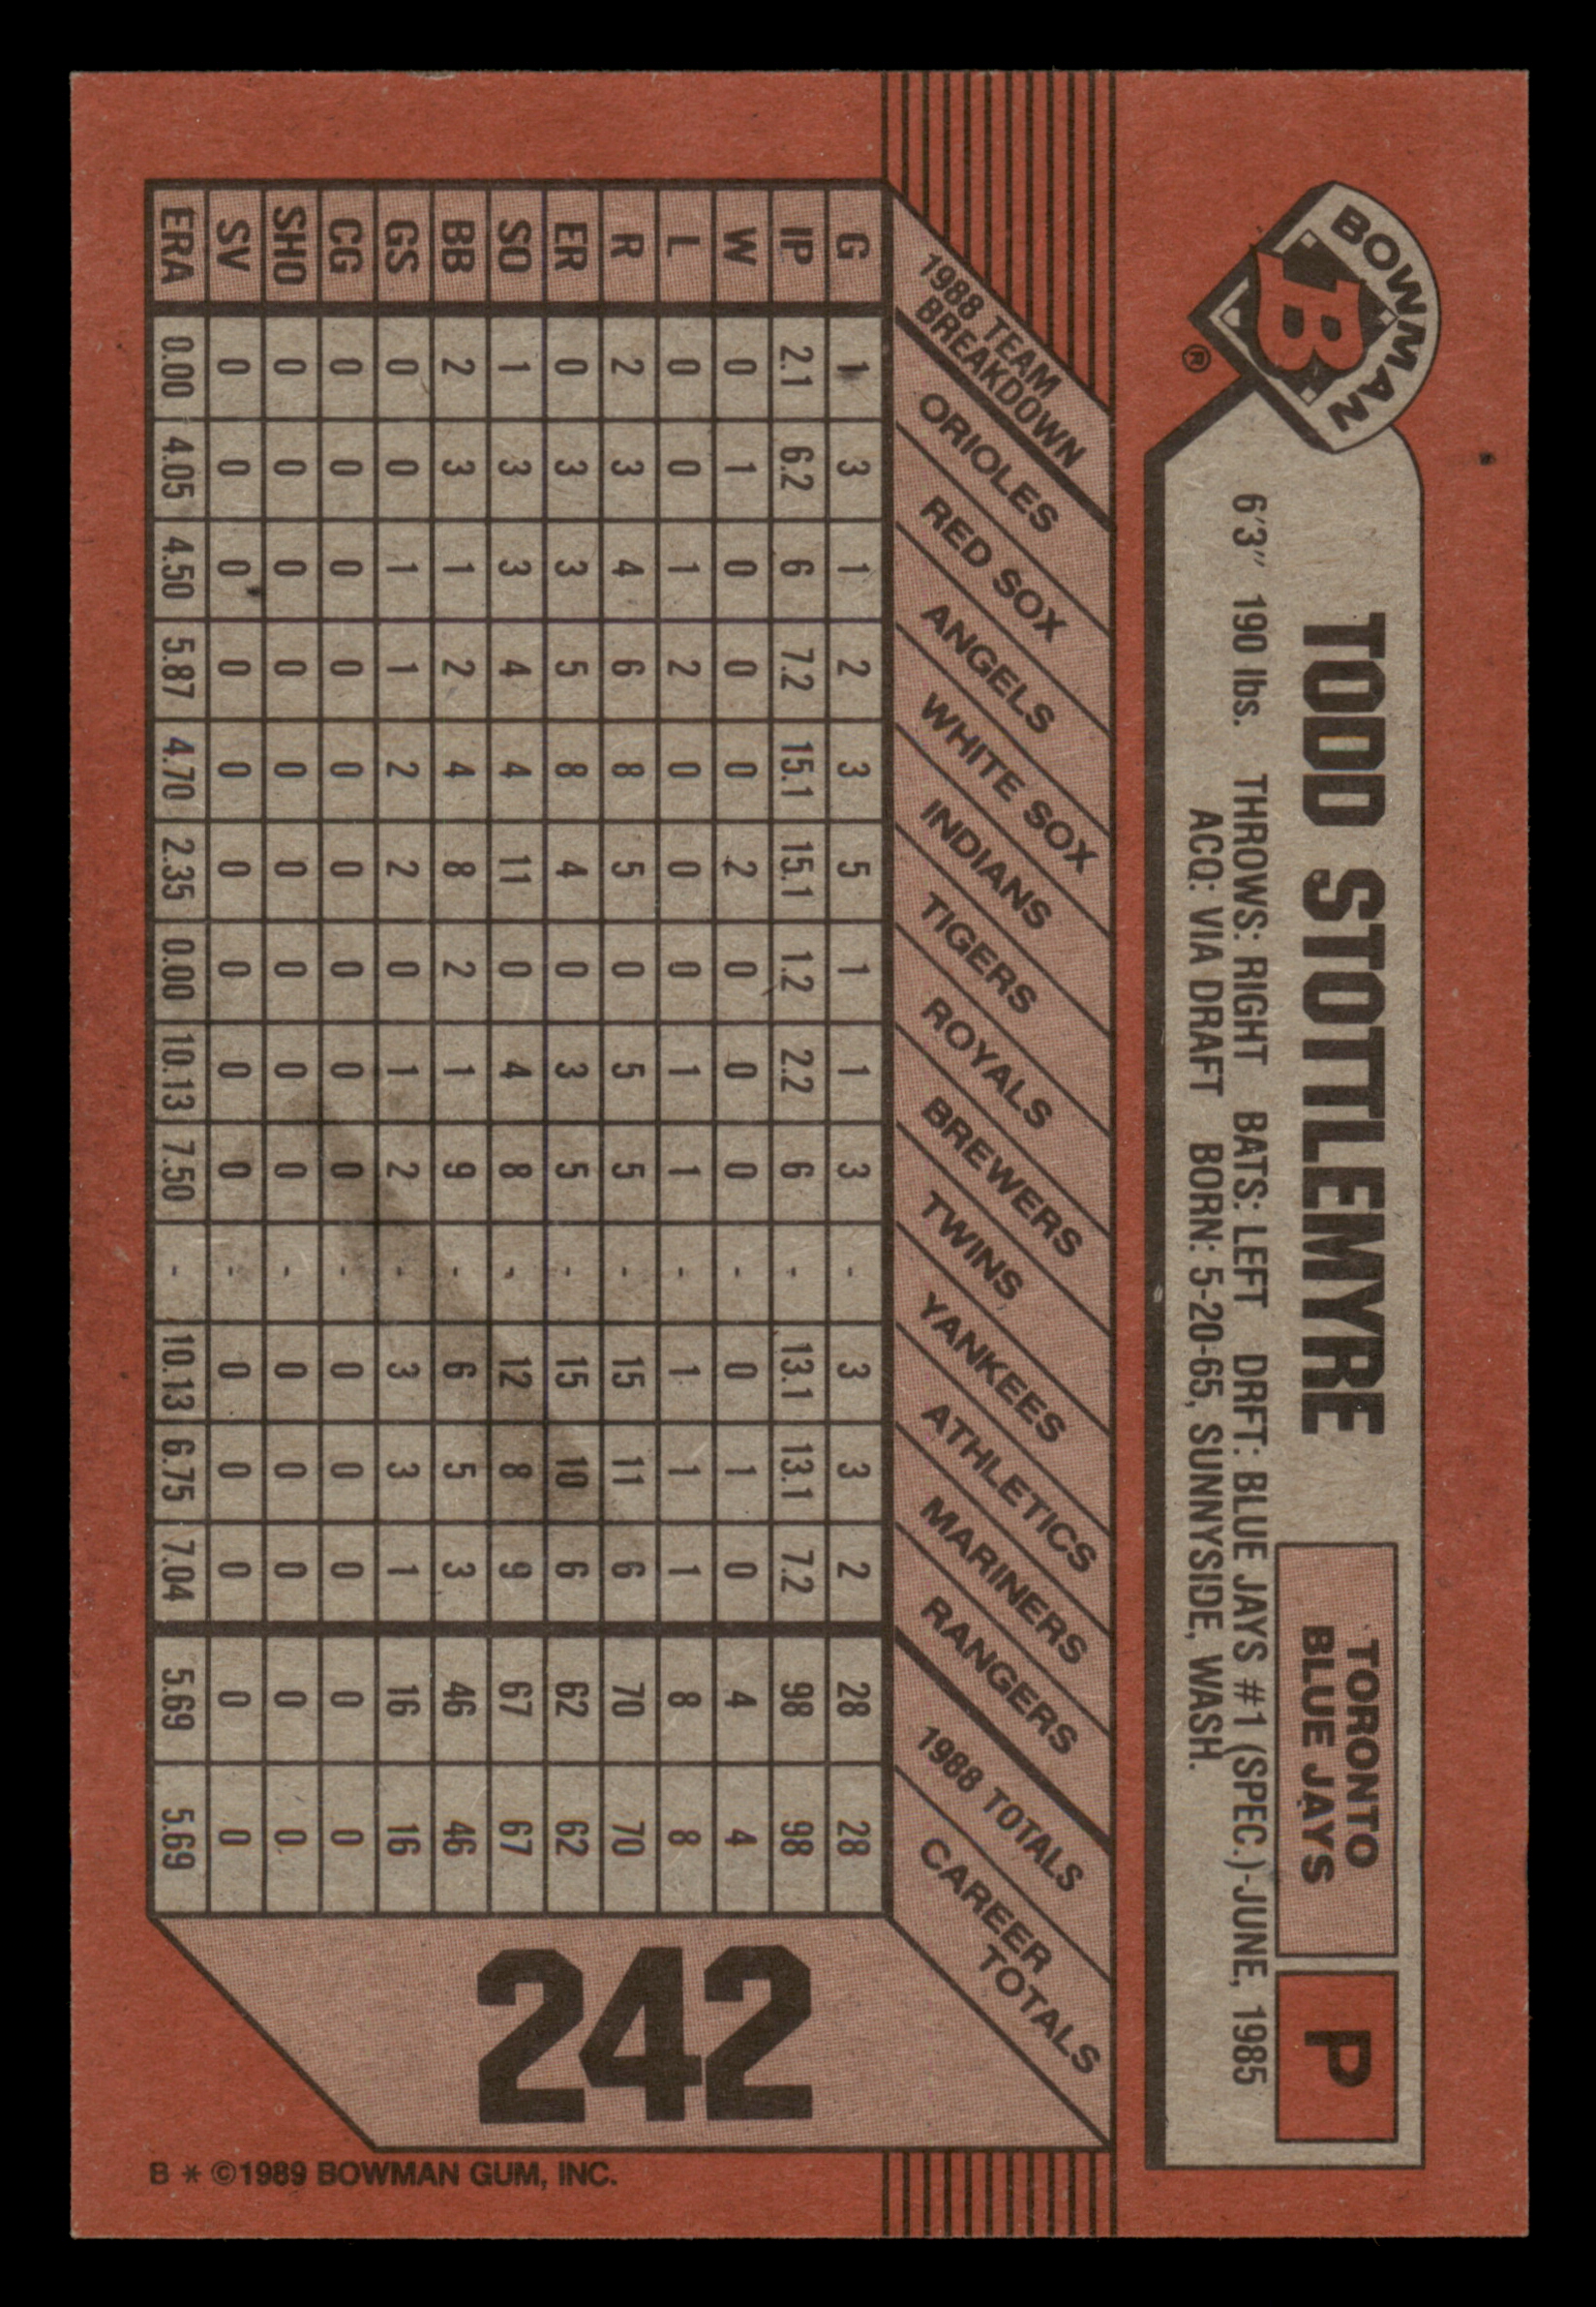 BOWMAN
B
®
TODD STOTTLEMYRE
TORONTO
BLUE JAYS
P
6'3" 190 lbs. THROWS: RIGHT BATS: LEFT DRFT: BLUE JAYS #1 (SPEC.)-JUNE, 1985
ACQ: VIA DRAFT BORN: 5-20-65, SUNNYSIDE, WASH.
1988 TEAM
BREAKDOWN
ORIOLES
RED SOX
ANGELS
WHITE SOX
INDIANS
TIGERS
ROYALS
BREWERS
TWINS
YANKEES
ATHLETICS
MARINERS
RANGERS
1988 TOTALS
CAREER
TOTALS
G 1 3 1 2 3 5 1 1 3 - 3 3 2 28 28
IP 2.1 6.2 6 7.2 15.1 15.1 1.2 2.2 6 - 13.1 13.1 7.2 98 98
W 0 1 0 0 0 2 0 0 0 - 0 1 0 4 4
L 0 0 1 2 0 0 0 1 1 - 1 1 1 8 8
R 2 3 4 6 8 5 0 5 5 - 15 11 6 70 70
ER 0 3 3 5 8 4 0 3 5 - 15 10 6 62 62
SO 1 3 3 4 4 11 0 4 8 - 12 8 9 67 67
BB 2 3 1 2 4 8 2 1 9 - 6 5 3 46 46
GS 0 0 1 1 2 2 0 1 2 - 3 3 1 16 16
CG 0 0 0 0 0 0 0 0 0 - 0 0 0 0 0
SHO 0 0 0 0 0 0 0 0 0 - 0 0 0 0 0
SV 0 0 0 0 0 0 0 0 0 - 0 0 0 0 0
ERA 0.00 4.05 4.50 5.87 4.70 2.35 0.00 10.13 7.50 - 10.13 6.75 7.04 5.69 5.69
242
B * ©1989 BOWMAN GUM, INC.